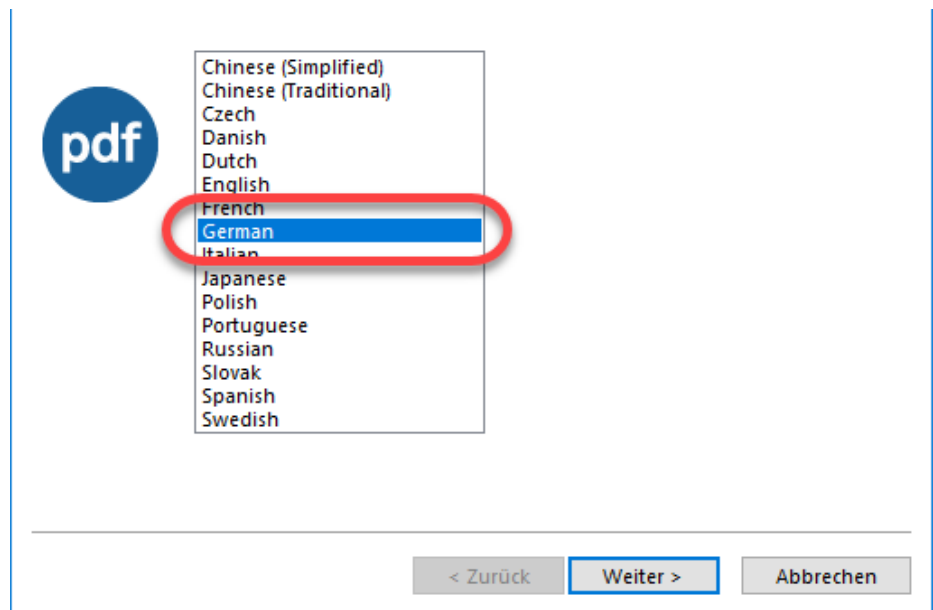 pdf
Chinese (Simplified)
Chinese (Traditional)
Czech
Danish
Dutch
English
French
German
Italian
Japanese
Polish
Portuguese
Russian
Slovak
Spanish
Swedish
< Zurück
Weiter >
Abbrechen